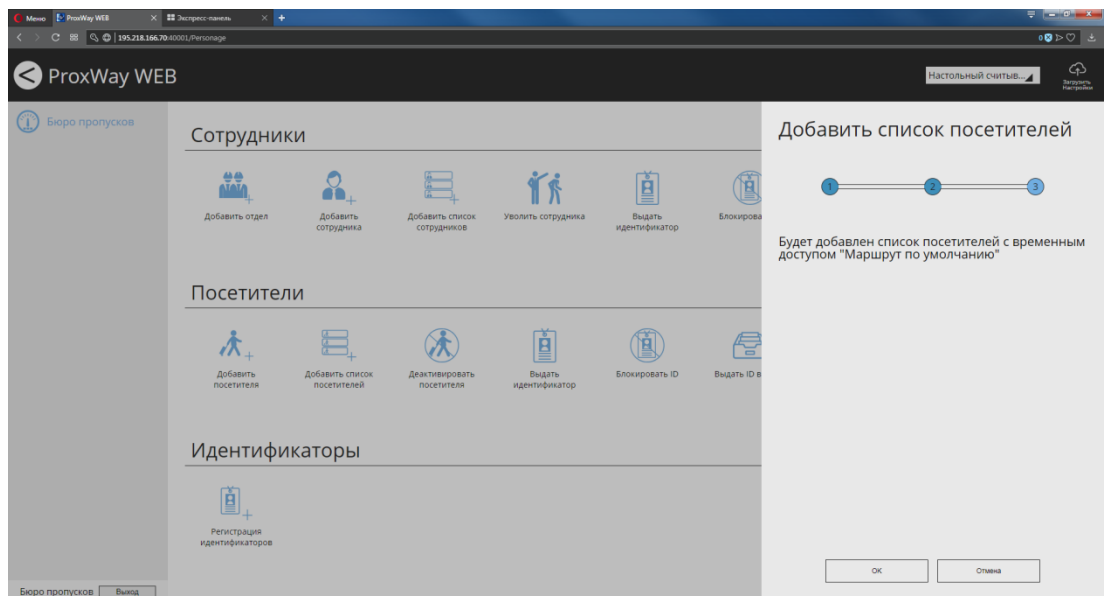 Меню
ProxWay WEB
Экспресс-панель
195.218.166.70:40001/Personage
0
ProxWay WEB
Настольный считыв...
Загрузить
Настройки
Бюро пропусков
Сотрудники
Добавить отдел
Добавить
сотрудника
Добавить список
сотрудников
Уволить сотрудника
Выдать
идентификатор
Блокирова
Посетители
Добавить
посетителя
Добавить список
посетителей
Деактивировать
посетителя
Выдать
идентификатор
Блокировать ID
Выдать ID в
Идентификаторы
Регистрация
идентификаторов
Бюро пропусков
Выход
Добавить список посетителей
1
2
3
Будет добавлен список посетителей с временным
доступом "Маршрут по умолчанию"
OK
Отмена